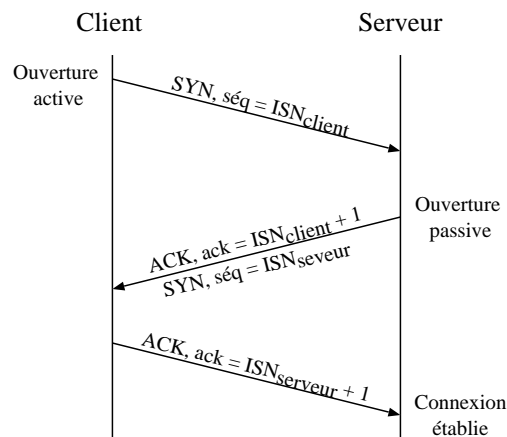 Client
Serveur
Ouverture
active
SYN, séq = ISNclient
Ouverture
passive
ACK, ack = ISNclient + 1
SYN, séq = ISNseveur
ACK, ack = ISNserveur + 1
Connexion
établie